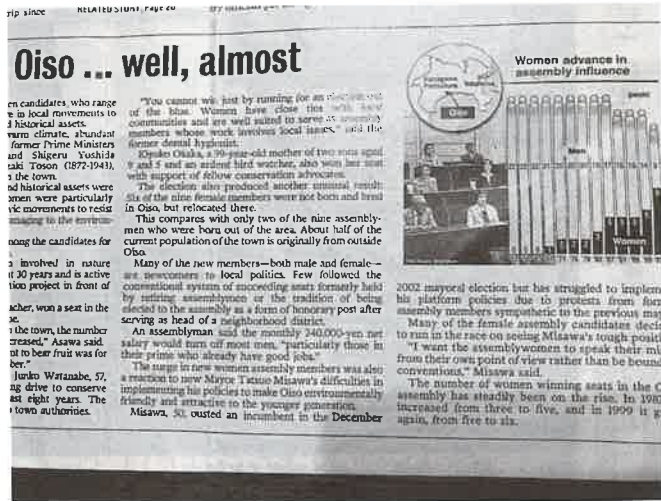 rip since
RELATED STORY, Page 20
Oiso ... well, almost
en candidates, who range
e in local movements to
d historical assets.
warm climate, abundant
former Prime Ministers
and Shigeru Yoshida
zaki Toson (1872-1943),
n the town.
nd historical assets were
omen were particularly
vic movements to resist
maging to the environ-
mong the candidates for
s involved in nature
t 30 years and is active
tion project in front of
acher, won a seat in the
n the town, the number
creased," Asawa said.
ot to bear fruit was for
ber."
Junko Watanabe, 57,
ng drive to conserve
ast eight years. The
town authorities.
"You cannot win just by running for an election out
of the blue. Women have close ties with local
communities and are well suited to serve as assembly
members whose work involves local issues," said the
former dental hygienist.
Kyoko Osaka, a 39-year-old mother of two sons aged
9 and 5 and an ardent bird watcher, also won her seat
with support of fellow conservation advocates.
The election also produced another unusual result:
Six of the nine female members were not born and bred
in Oiso, but relocated there.
This compares with only two of the nine assembly-
men who were born out of the area. About half of the
current population of the town is originally from outside
Oiso.
Many of the new members—both male and female—
are newcomers to local politics. Few followed the
conventional system of succeeding seats formerly held
by retiring assemblymen or the tradition of being
elected to the assembly as a form of honorary post after
serving as head of a neighborhood district.
An assemblyman said the monthly 240,000-yen net
salary would turn off most men, "particularly those in
their prime who already have good jobs."
The surge in new women assembly members was also
a reaction to new Mayor Tatsuo Misawa's difficulties in
implementing his policies to make Oiso environmentally
friendly and attractive to the younger generation.
Misawa, 50, ousted an incumbent in the December
Women advance in
assembly influence
Kanagawa
Prefecture
Oiso
Men
Women
2002 mayoral election but has struggled to implem
his platform policies due to protests from for
assembly members sympathetic to the previous may
Many of the female assembly candidates decid
to run in the race on seeing Misawa's tough positi
"I want the assemblywomen to speak their mi
from their own point of view rather than be bound
conventions," Misawa said.
The number of women winning seats in the O
assembly has steadily been on the rise. In 198
increased from three to five, and in 1999 it g
again, from five to six.